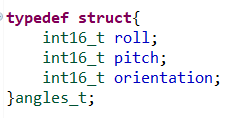 typedef struct{
    int16_t roll;
    int16_t pitch;
    int16_t orientation;
}angles_t;